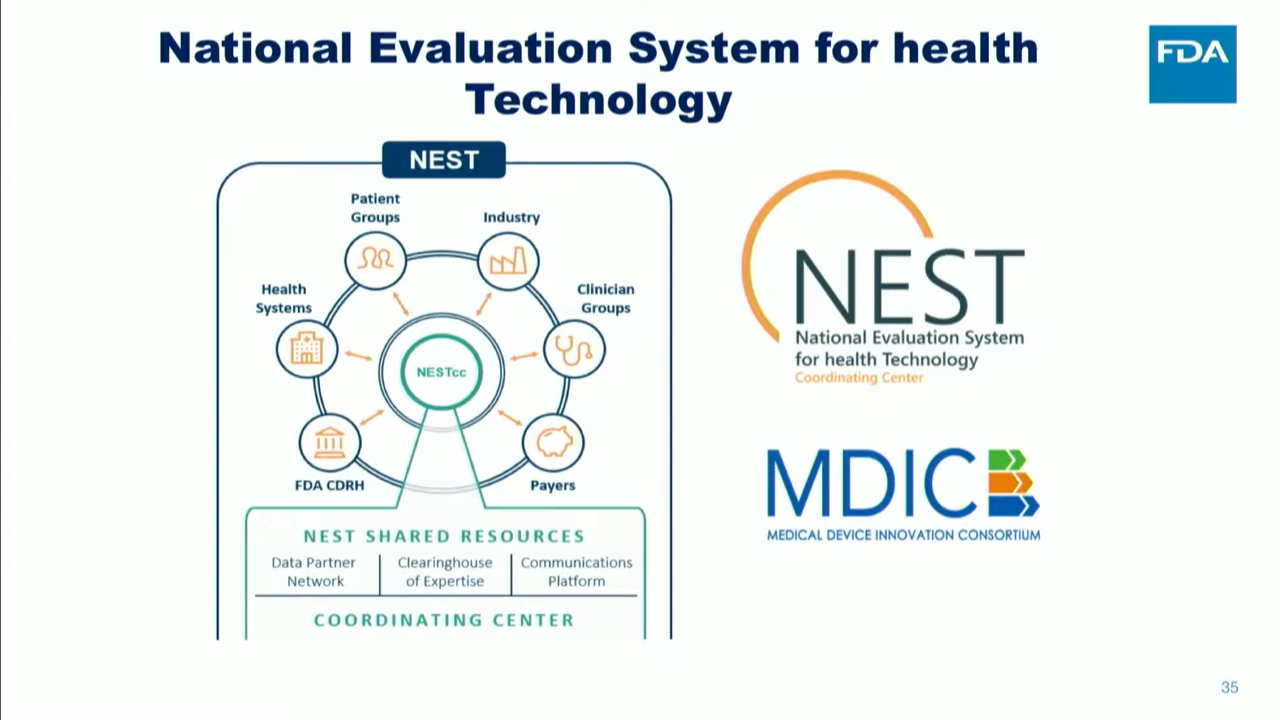 National Evaluation System for health
Technology
FDA
NEST
Patient
Groups
Industry
Health
Systems
Clinician
Groups
NESTcc
FDA CDRH
Payers
NEST SHARED RESOURCES
Data Partner
Network
Clearinghouse
of Expertise
Communications
Platform
COORDINATING CENTER
NEST
National Evaluation System
for health Technology
Coordinating Center
MDIC
MEDICAL DEVICE INNOVATION CONSORTIUM
35